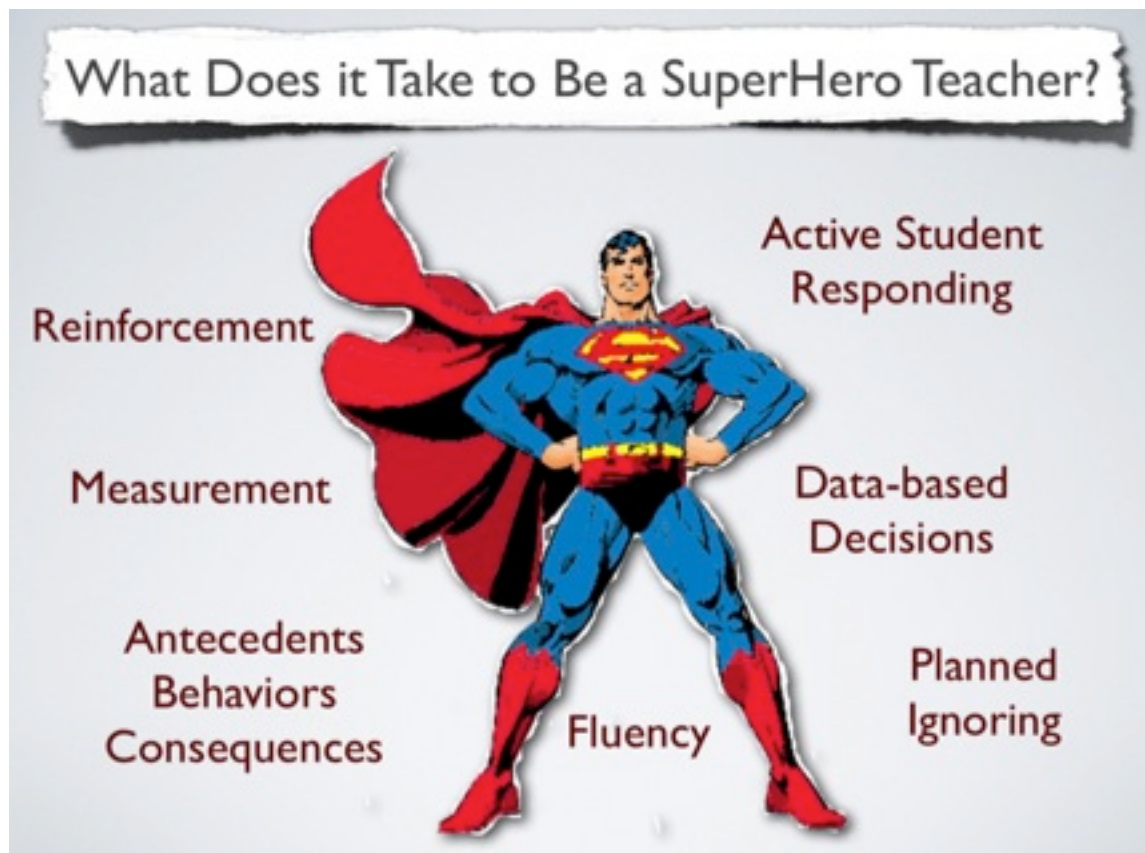 What Does it Take to Be a SuperHero Teacher?
Active Student
Responding
Reinforcement
Measurement
Data-based
Decisions
Antecedents
Behaviors
Consequences
Fluency
Planned
Ignoring